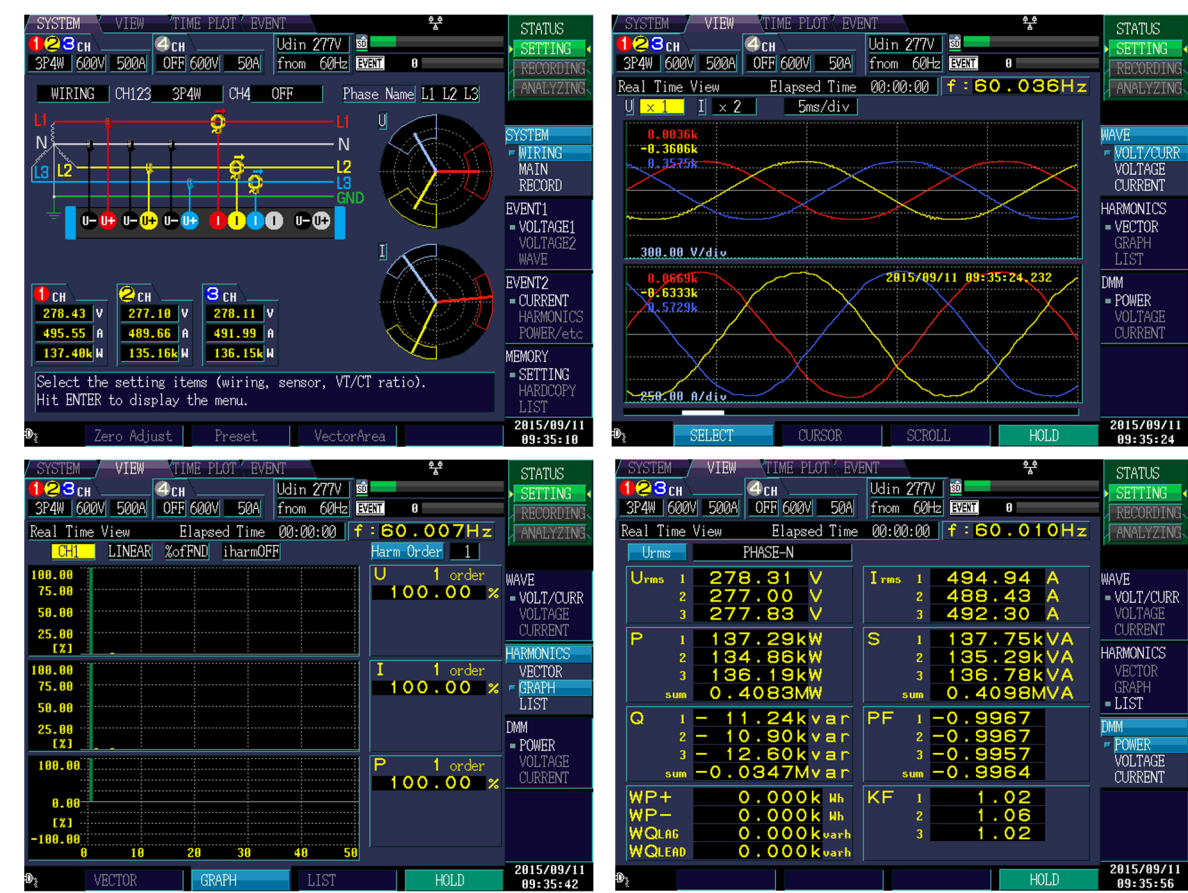 SYSTEM VIEW TIME PLOT EVENT
1 2 3 CH 4 CH Udin 277V SD
3P4W 600V 500A OFF 600V 50A fnom 60Hz EVENT 0
WIRING CH123 3P4W CH4 OFF Phase Name L1 L2 L3
L1 L1 U
N N
L3 L2 L2
L3
GND
U- U+ U- U+ U- U+ I I I I U- U+
I
1 CH 2 CH 3 CH
278.43 V 277.10 V 278.11 V
495.55 A 489.66 A 491.99 A
137.40k W 135.16k W 136.15k W
Select the setting items (wiring, sensor, VT/CT ratio).
Hit ENTER to display the menu.
Zero Adjust Preset VectorArea
STATUS
SETTING
RECORDING
ANALYZING
SYSTEM
WIRING
MAIN
RECORD
EVENT1
VOLTAGE1
VOLTAGE2
WAVE
EVENT2
CURRENT
HARMONICS
POWER/etc
MEMORY
SETTING
HARDCOPY
LIST
2015/09/11
09:35:10
SYSTEM VIEW TIME PLOT EVENT
1 2 3 CH 4 CH Udin 277V SD
3P4W 600V 500A OFF 600V 50A fnom 60Hz EVENT 0
Real Time View Elapsed Time 00:00:00 f:60.036Hz
U x 1 I x 2 5ms/div
0.0036k
-0.3606k
0.3575k
300.00 V/div
0.0669k 2015/09/11 09:35:24.232
-0.6333k
0.5729k
250.00 A/div
SELECT CURSOR SCROLL HOLD
STATUS
SETTING
RECORDING
ANALYZING
WAVE
VOLT/CURR
VOLTAGE
CURRENT
HARMONICS
VECTOR
GRAPH
LIST
DMM
POWER
VOLTAGE
CURRENT
2015/09/11
09:35:24
SYSTEM VIEW TIME PLOT EVENT
1 2 3 CH 4 CH Udin 277V SD
3P4W 600V 500A OFF 600V 50A fnom 60Hz EVENT 0
Real Time View Elapsed Time 00:00:00 f:60.007Hz
CH1 LINEAR %ofFND iharmOFF Harm Order 1
100.00 U 1 order
75.00 100.00 %
50.00
25.00
[%]
100.00 I 1 order
75.00 100.00 %
50.00
25.00
[%]
100.00 P 1 order
100.00 %
0.00
[%]
-100.00
0 10 20 30 40 50
VECTOR GRAPH LIST HOLD
STATUS
SETTING
RECORDING
ANALYZING
WAVE
VOLT/CURR
VOLTAGE
CURRENT
HARMONICS
VECTOR
GRAPH
LIST
DMM
POWER
VOLTAGE
CURRENT
2015/09/11
09:35:42
SYSTEM VIEW TIME PLOT EVENT
1 2 3 CH 4 CH Udin 277V SD
3P4W 600V 500A OFF 600V 50A fnom 60Hz EVENT 0
Real Time View Elapsed Time 00:00:00 f:60.010Hz
Urms PHASE-N
Urms 1 278.31 V Irms 1 494.94 A
2 277.00 V 2 488.43 A
3 277.83 V 3 492.30 A
P 1 137.29kW S 1 137.75kVA
2 134.86kW 2 135.29kVA
3 136.19kW 3 136.78kVA
sum 0.4083MW sum 0.4098MVA
Q 1 - 11.24kvar PF 1 -0.9967
2 - 10.90kvar 2 -0.9967
3 - 12.60kvar 3 -0.9957
sum -0.0347Mvar sum -0.9964
WP+ 0.000k Wh KF 1 1.02
WP- 0.000k Wh 2 1.06
WQLAG 0.000k varh 3 1.02
WQLEAD 0.000k varh
HOLD
STATUS
SETTING
RECORDING
ANALYZING
WAVE
VOLT/CURR
VOLTAGE
CURRENT
HARMONICS
VECTOR
GRAPH
LIST
DMM
POWER
VOLTAGE
CURRENT
2015/09/11
09:35:56